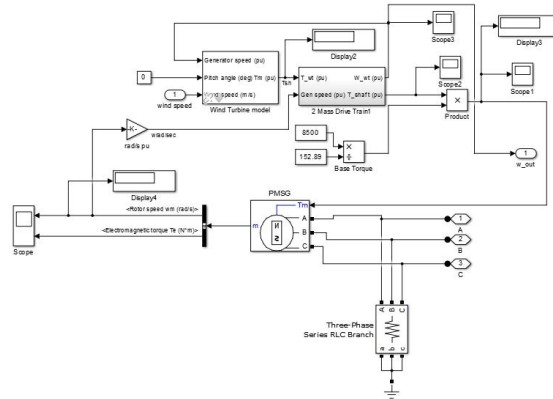 Scope3
Display3
Display2
Generator speed (pu)
Pitch angle (deg) Tm (pu)
Wind speed (m/s)
Wind Turbine model
0
1
wind speed
Tsh
T_wt (pu) W_wt (pu)
Gen speed (pu) T_shaft (pu)
2 Mass Drive Train1
Scope2
Scope1
×
Product
-K-
rad/s pu
wrad/sec
8500
152.89
×
÷
Base Torque
1
w_out
Display4
Scope
<Rotor speed wm (rad/s)>
<Electromagnetic torque Te (N*m)>
PMSG
Tm
m
N
S
A
B
C
1
A
2
B
3
C
Three-Phase
Series RLC Branch
A B C
a b c